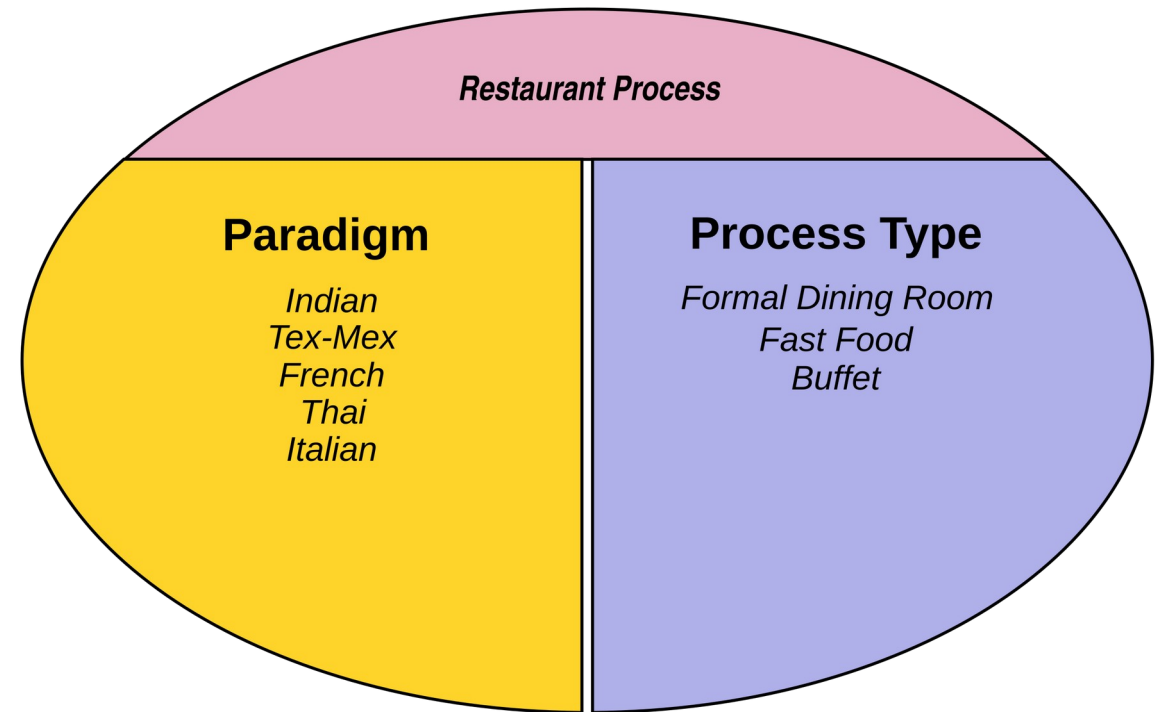 Restaurant Process
Paradigm
Indian
Tex-Mex
French
Thai
Italian
Process Type
Formal Dining Room
Fast Food
Buffet